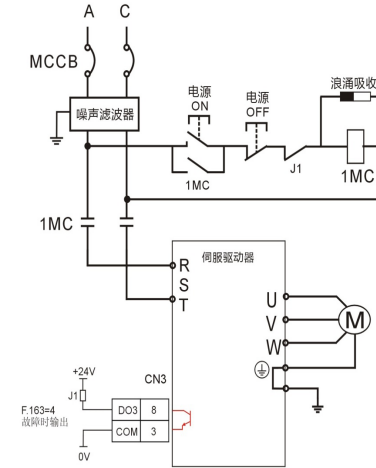 A C
MCCB
噪声滤波器
电源
ON
电源
OFF
浪涌吸收
1MC
J1
1MC
1MC
伺服驱动器
R
S
T
U
V
W
M
CN3
+24V
J1
F.163=4
故障时输出
DO3 8
COM 3
0V